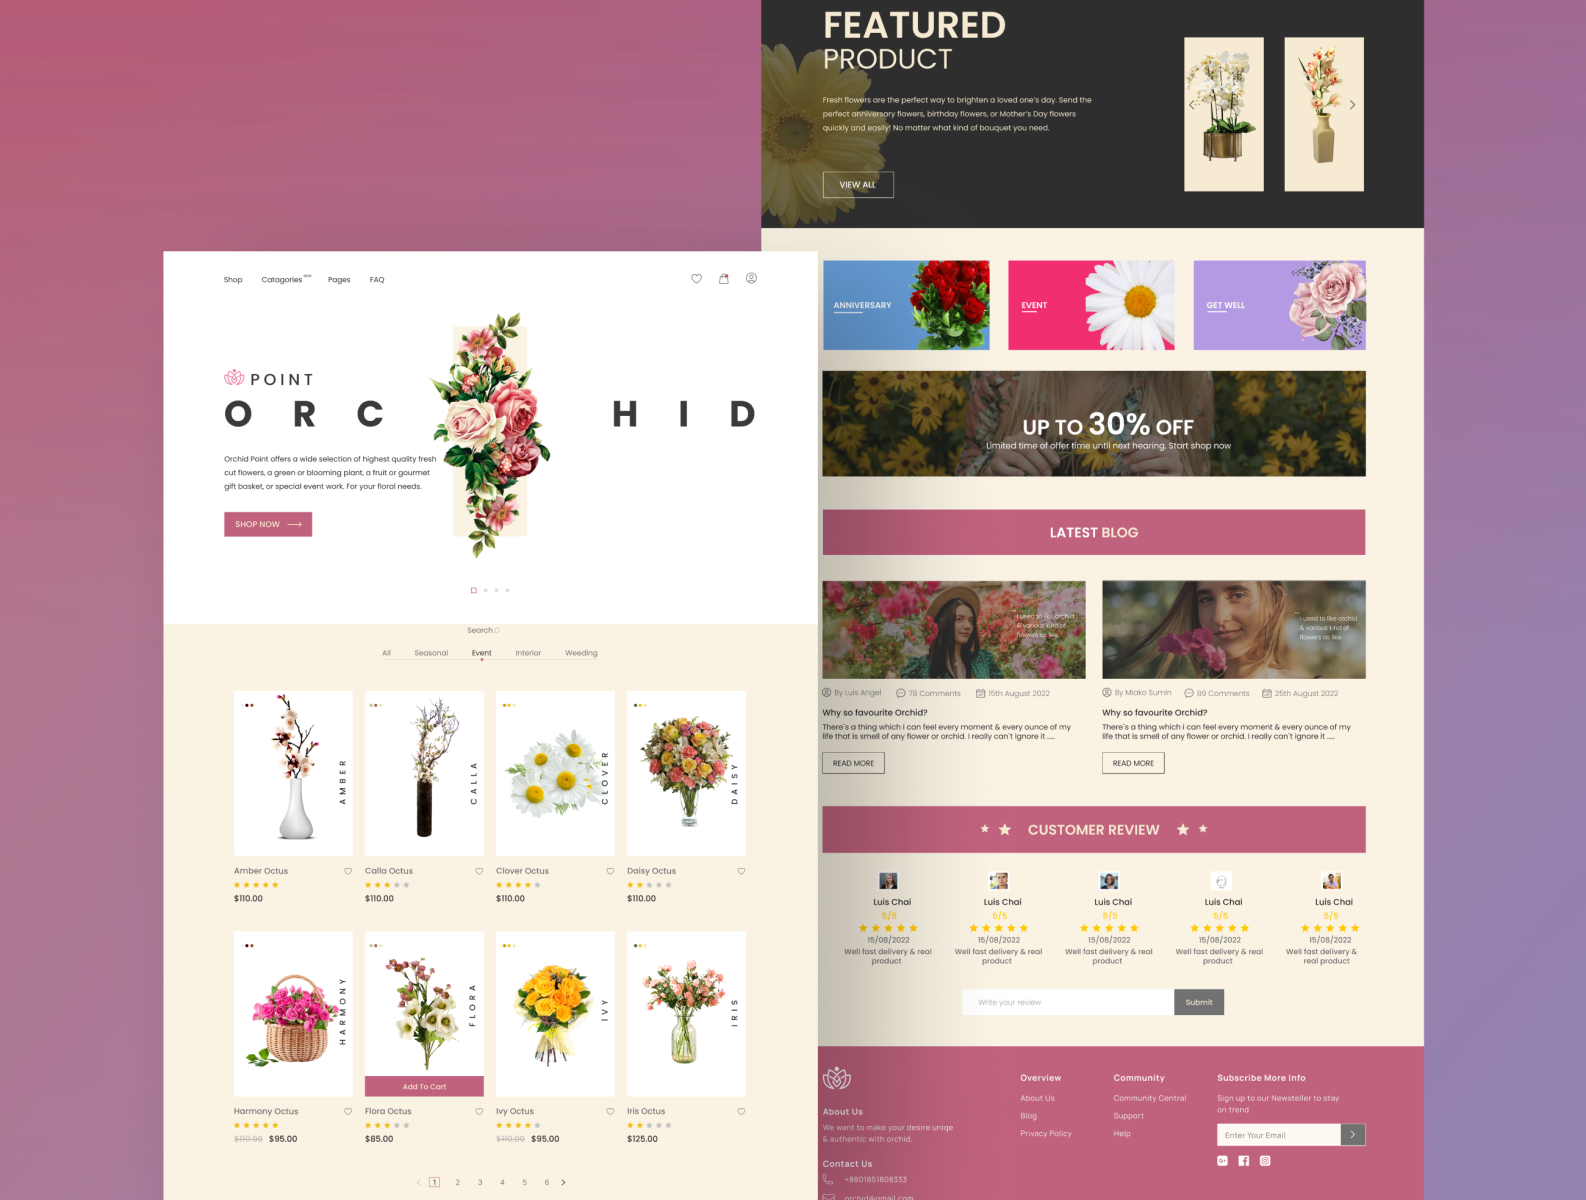 Shop Catagories NEW Pages FAQ
POINT
ORCHID
Orchid Point offers a wide selection of highest quality fresh
cut flowers, a green or blooming plant, a fruit or gourmet
gift basket, or special event work. For your floral needs.
SHOP NOW
Search
All Seasonal Event Interior Weeding
AMBER
CALLA
CLOVER
DAISY
Amber Octus
$110.00
Calla Octus
$110.00
Clover Octus
$110.00
Daisy Octus
$110.00
HARMONY
FLORA
Add To Cart
IVY
IRIS
Harmony Octus
$110.00 $95.00
Flora Octus
$85.00
Ivy Octus
$110.00 $95.00
Iris Octus
$125.00
< 1 2 3 4 5 6 >
FEATURED
PRODUCT
Fresh flowers are the perfect way to brighten a loved one's day. Send the
perfect anniversary flowers, birthday flowers, or Mother's Day flowers
quickly and easily! No matter what kind of bouquet you need.
VIEW ALL
ANNIVERSARY
EVENT
GET WELL
UP TO 30% OFF
Limited time of offer time until next hearing. Start shop now
LATEST BLOG
I used to like orchid
& various kind of
flowers as like.
By Luis Angel 78 Comments 15th August 2022
Why so favourite Orchid?
There's a thing which i can feel every moment & every ounce of my
life that is smell of any flower or orchid. I really can't ignore it .....
READ MORE
I used to like orchid
& various kind of
flowers as like.
By Miako Sumin 89 Comments 25th August 2022
Why so favourite Orchid?
There's a thing which i can feel every moment & every ounce of my
life that is smell of any flower or orchid. I really can't ignore it .....
READ MORE
CUSTOMER REVIEW
Luis Chai
5/5
15/08/2022
Well fast delivery & real
product
Luis Chai
5/5
15/08/2022
Well fast delivery & real
product
Luis Chai
5/5
15/08/2022
Well fast delivery & real
product
Luis Chai
5/5
15/08/2022
Well fast delivery & real
product
Luis Chai
5/5
15/08/2022
Well fast delivery &
real product
Write your review
Submit
About Us
We want to make your desire uniqe
& authentic with orchid.
Contact Us
+8801851808333
orchid@gmail.com
Overview
About Us
Blog
Privacy Policy
Community
Community Central
Support
Help
Subscribe More Info
Sign up to our Newsteller to stay
on trend
Enter Your Email
G+